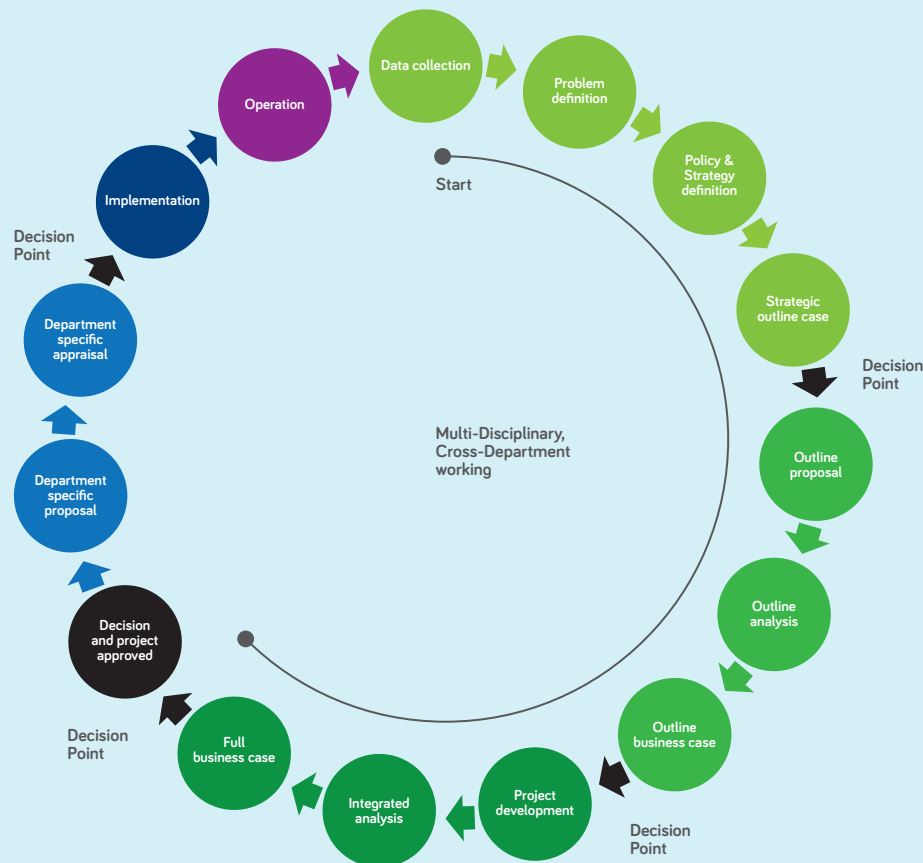 Data collection
Problem
definition
Policy &
Strategy
definition
Strategic
outline case
Decision
Point
Outline
proposal
Outline
analysis
Outline
business case
Decision
Point
Project
development
Integrated
analysis
Full
business case
Decision
Point
Decision
and project
approved
Department
specific
proposal
Department
specific
appraisal
Decision
Point
Implementation
Operation
Start
Multi-Disciplinary,
Cross-Department
working